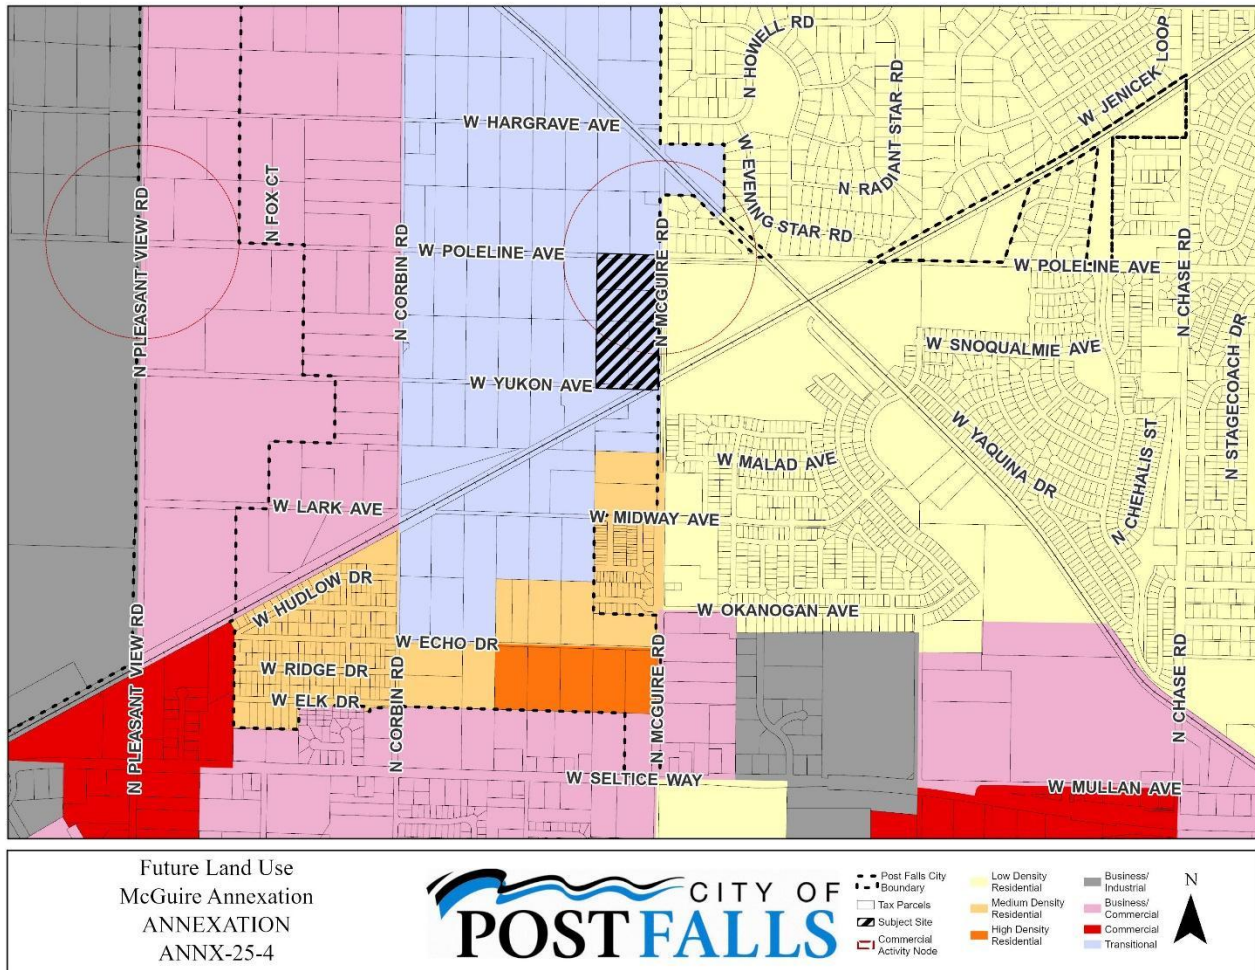 N HOWELL RD
W JENICEK LOOP
W HARGRAVE AVE
N RADIANT STAR RD
W EVENING STAR RD
N PLEASANT VIEW RD
N FOX CT
N CORBIN RD
W POLELINE AVE
N MCGUIRE RD
W POLELINE AVE
N CHASE RD
N STAGECOACH DR
W SNOQUALMIE AVE
W YUKON AVE
W YAQUINA DR
W MALAD AVE
N CHEHALIS ST
W LARK AVE
W MIDWAY AVE
W HUDLOW DR
W OKANOGAN AVE
W ECHO DR
W RIDGE DR
W ELK DR
N PLEASANT VIEW RD
N CORBIN RD
N MCGUIRE RD
N CHASE RD
W SELTICE WAY
W MULLAN AVE
Future Land Use
McGuire Annexation
ANNEXATION
ANNX-25-4
CITY OF
POST FALLS
Post Falls City
Boundary
Tax Parcels
Subject Site
Commercial
Activity Node
Low Density
Residential
Medium Density
Residential
High Density
Residential
Business/
Industrial
Business/
Commercial
Commercial
Transitional
N